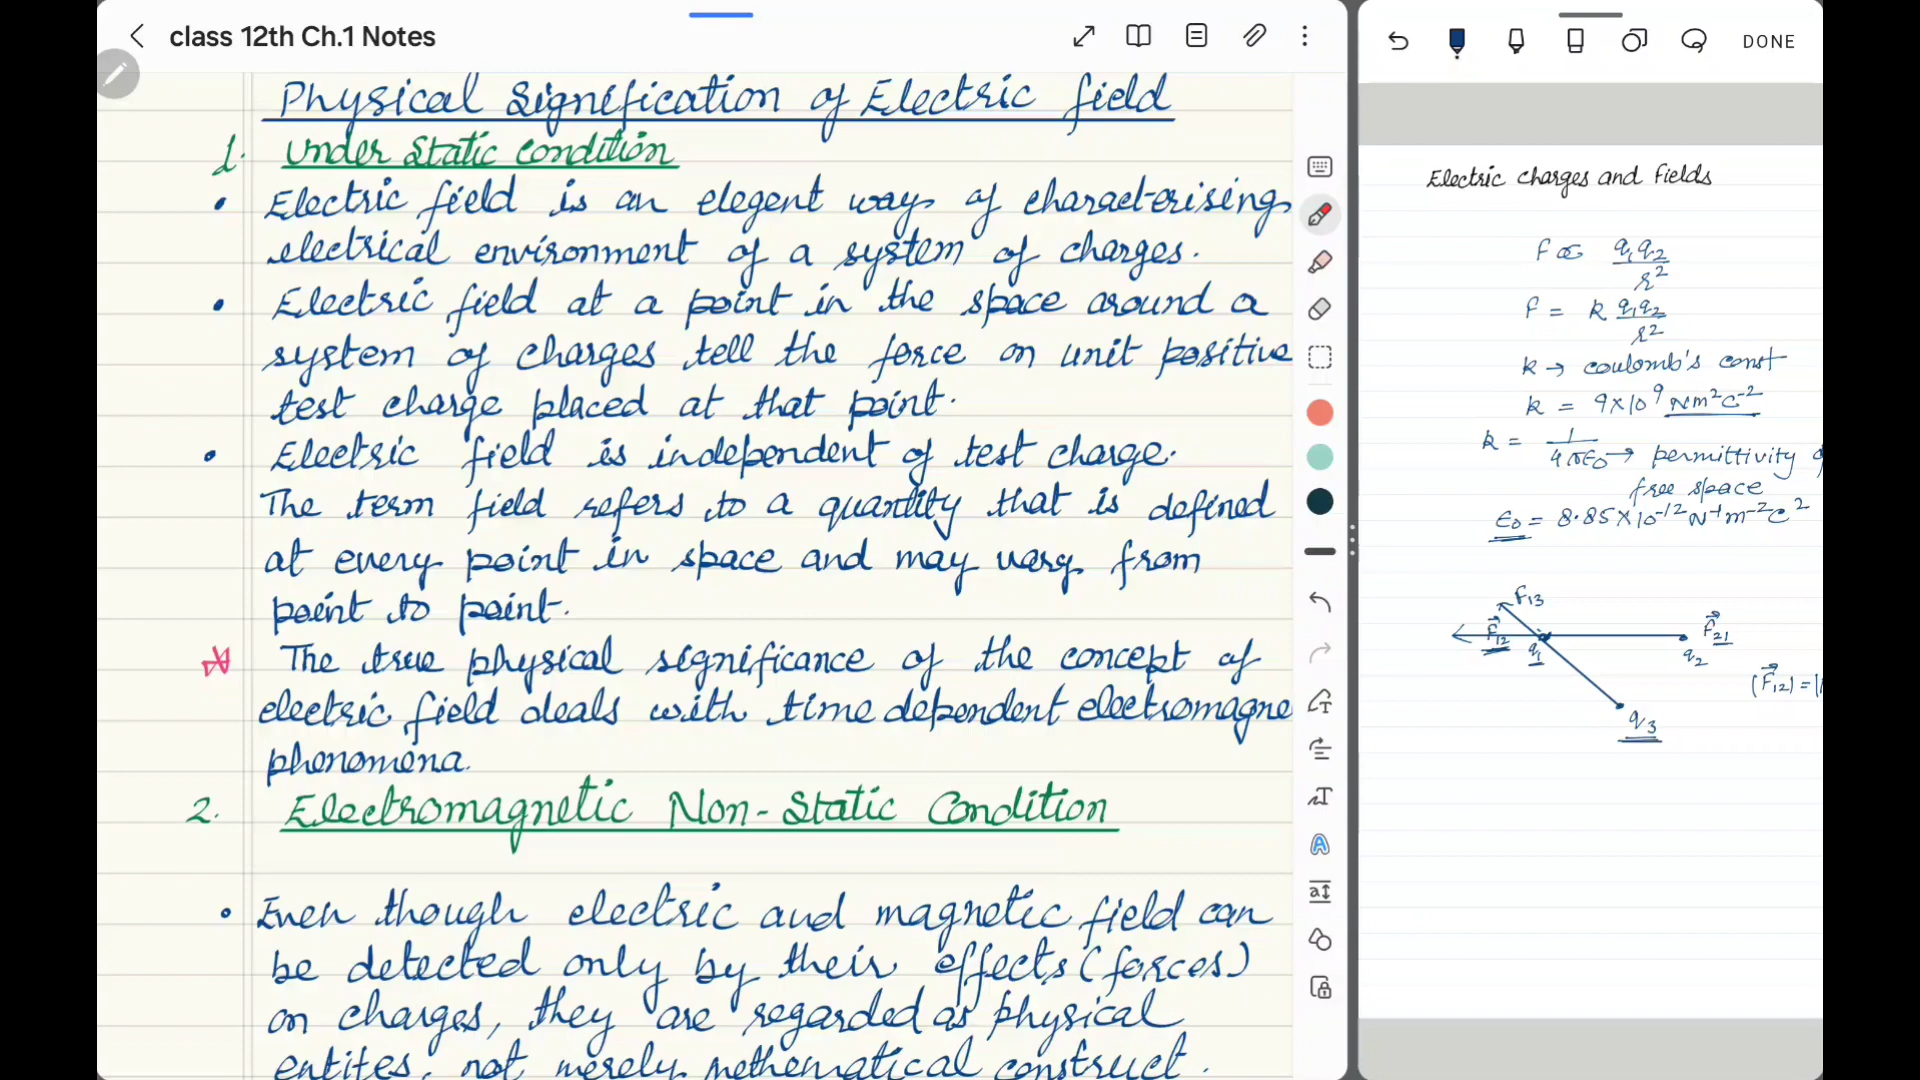 class 12th Ch.1 Notes
Physical Signification of Electric field
1. Under Static Condition
• Electric field is an elegent way of charact-erising
electrical environment of a system of charges.
• Electric field at a point in the space around a
system of charges tell the force on unit positive
test charge placed at that point.
• Electric field is independent of test charge.
The term field refers to a quantity that is defined
at every point in space and may vary from
point to point.
The true physical significance of the concept of
electric field deals with time dependent electromagne
phenomena.
2. Electromagnetic Non-Static Condition
• Even though electric and magnetic field can
be detected only by their effects (forces)
on charges, they are regarded as physical
entites, not merely mathematical construct.
DONE
Electric charges and fields
F ∝ q1q2/r²
F = k q1q2/r²
k → coulomb's const
k = 9×10⁹ Nm²C⁻²
k = 1/4πε0 → permittivity of
free space
ε0 = 8.85×10⁻¹² N⁻¹m⁻²C²
F13
F⃗12
F⃗21
q1
q2
(F⃗12) =
q3